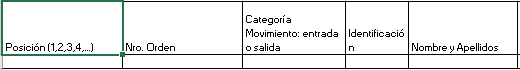 Posición (1,2,3,4,...)
Nro. Orden
Categoría
Movimiento: entrada
o salida
Identificació
n
Nombre y Apellidos